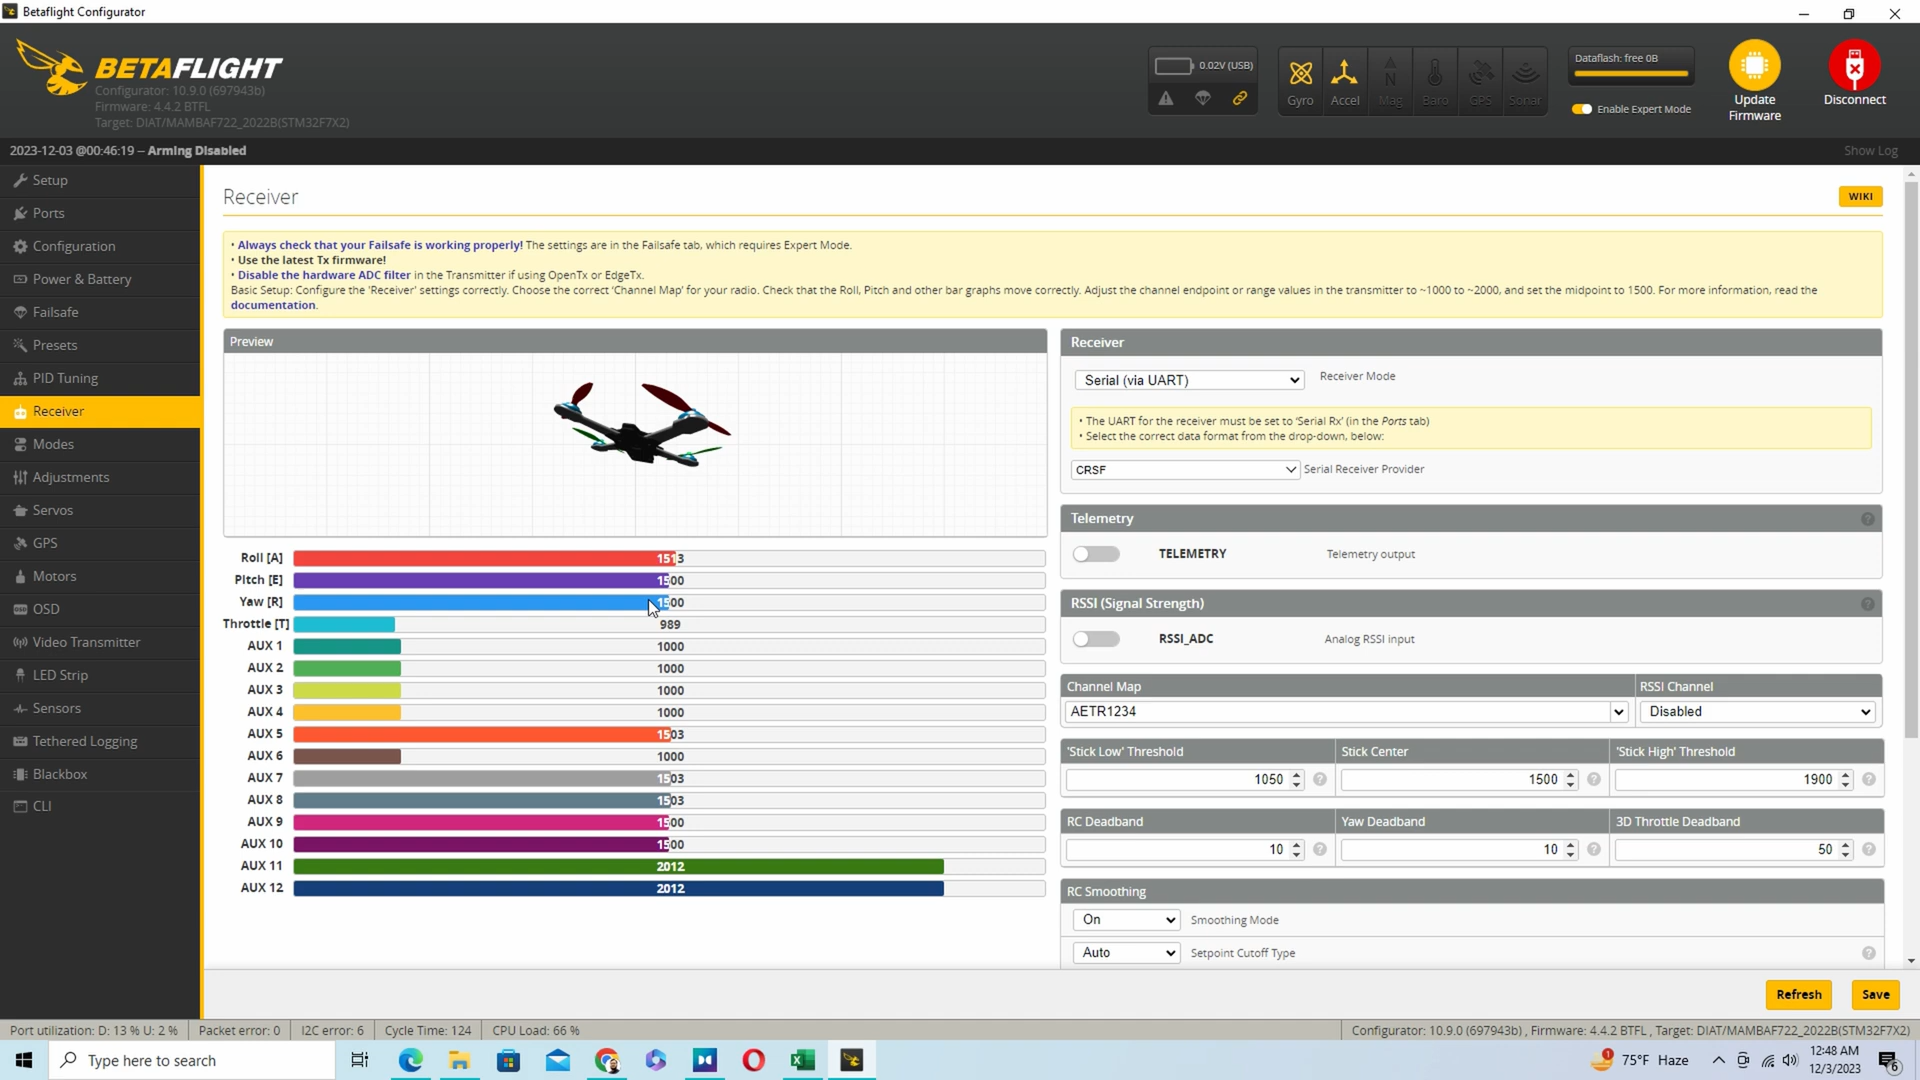 Betaflight Configurator
BETAFLIGHT
Configurator: 10.9.0 (697943b)
Firmware: 4.4.2 BTFL
Target: DIAT/MAMBAF722_2022B(STM32F7X2)
0.02V (USB)
Gyro
Accel
Mag
Baro
GPS
Sonar
Dataflash: free 0B
Enable Expert Mode
Update
Firmware
Disconnect
2023-12-03 @00:46:19 -- Arming Disabled
Show Log
Setup
Ports
Configuration
Power & Battery
Failsafe
Presets
PID Tuning
Receiver
Modes
Adjustments
Servos
GPS
Motors
OSD
Video Transmitter
LED Strip
Sensors
Tethered Logging
Blackbox
CLI
Receiver
WIKI
• Always check that your Failsafe is working properly! The settings are in the Failsafe tab, which requires Expert Mode.
• Use the latest Tx firmware!
• Disable the hardware ADC filter in the Transmitter if using OpenTx or EdgeTx.
Basic Setup: Configure the 'Receiver' settings correctly. Choose the correct 'Channel Map' for your radio. Check that the Roll, Pitch and other bar graphs move correctly. Adjust the channel endpoint or range values in the transmitter to ~1000 to ~2000, and set the midpoint to 1500. For more information, read the
documentation.
Preview
Roll [A] 1513
Pitch [E] 1500
Yaw [R] 1500
Throttle [T] 989
AUX 1 1000
AUX 2 1000
AUX 3 1000
AUX 4 1000
AUX 5 1503
AUX 6 1000
AUX 7 1503
AUX 8 1503
AUX 9 1500
AUX 10 1500
AUX 11 2012
AUX 12 2012
Receiver
Serial (via UART) Receiver Mode
• The UART for the receiver must be set to 'Serial Rx' (in the Ports tab)
• Select the correct data format from the drop-down, below:
CRSF Serial Receiver Provider
Telemetry
TELEMETRY Telemetry output
RSSI (Signal Strength)
RSSI_ADC Analog RSSI input
Channel Map RSSI Channel
AETR1234 Disabled
'Stick Low' Threshold Stick Center 'Stick High' Threshold
1050 1500 1900
RC Deadband Yaw Deadband 3D Throttle Deadband
10 10 50
RC Smoothing
On Smoothing Mode
Auto Setpoint Cutoff Type
Refresh
Save
Port utilization: D: 13 % U: 2 % Packet error: 0 I2C error: 6 Cycle Time: 124 CPU Load: 66 %
Configurator: 10.9.0 (697943b) , Firmware: 4.4.2 BTFL , Target: DIAT/MAMBAF722_2022B(STM32F7X2)
Type here to search
1
75°F Haze
12:48 AM
12/3/2023
6